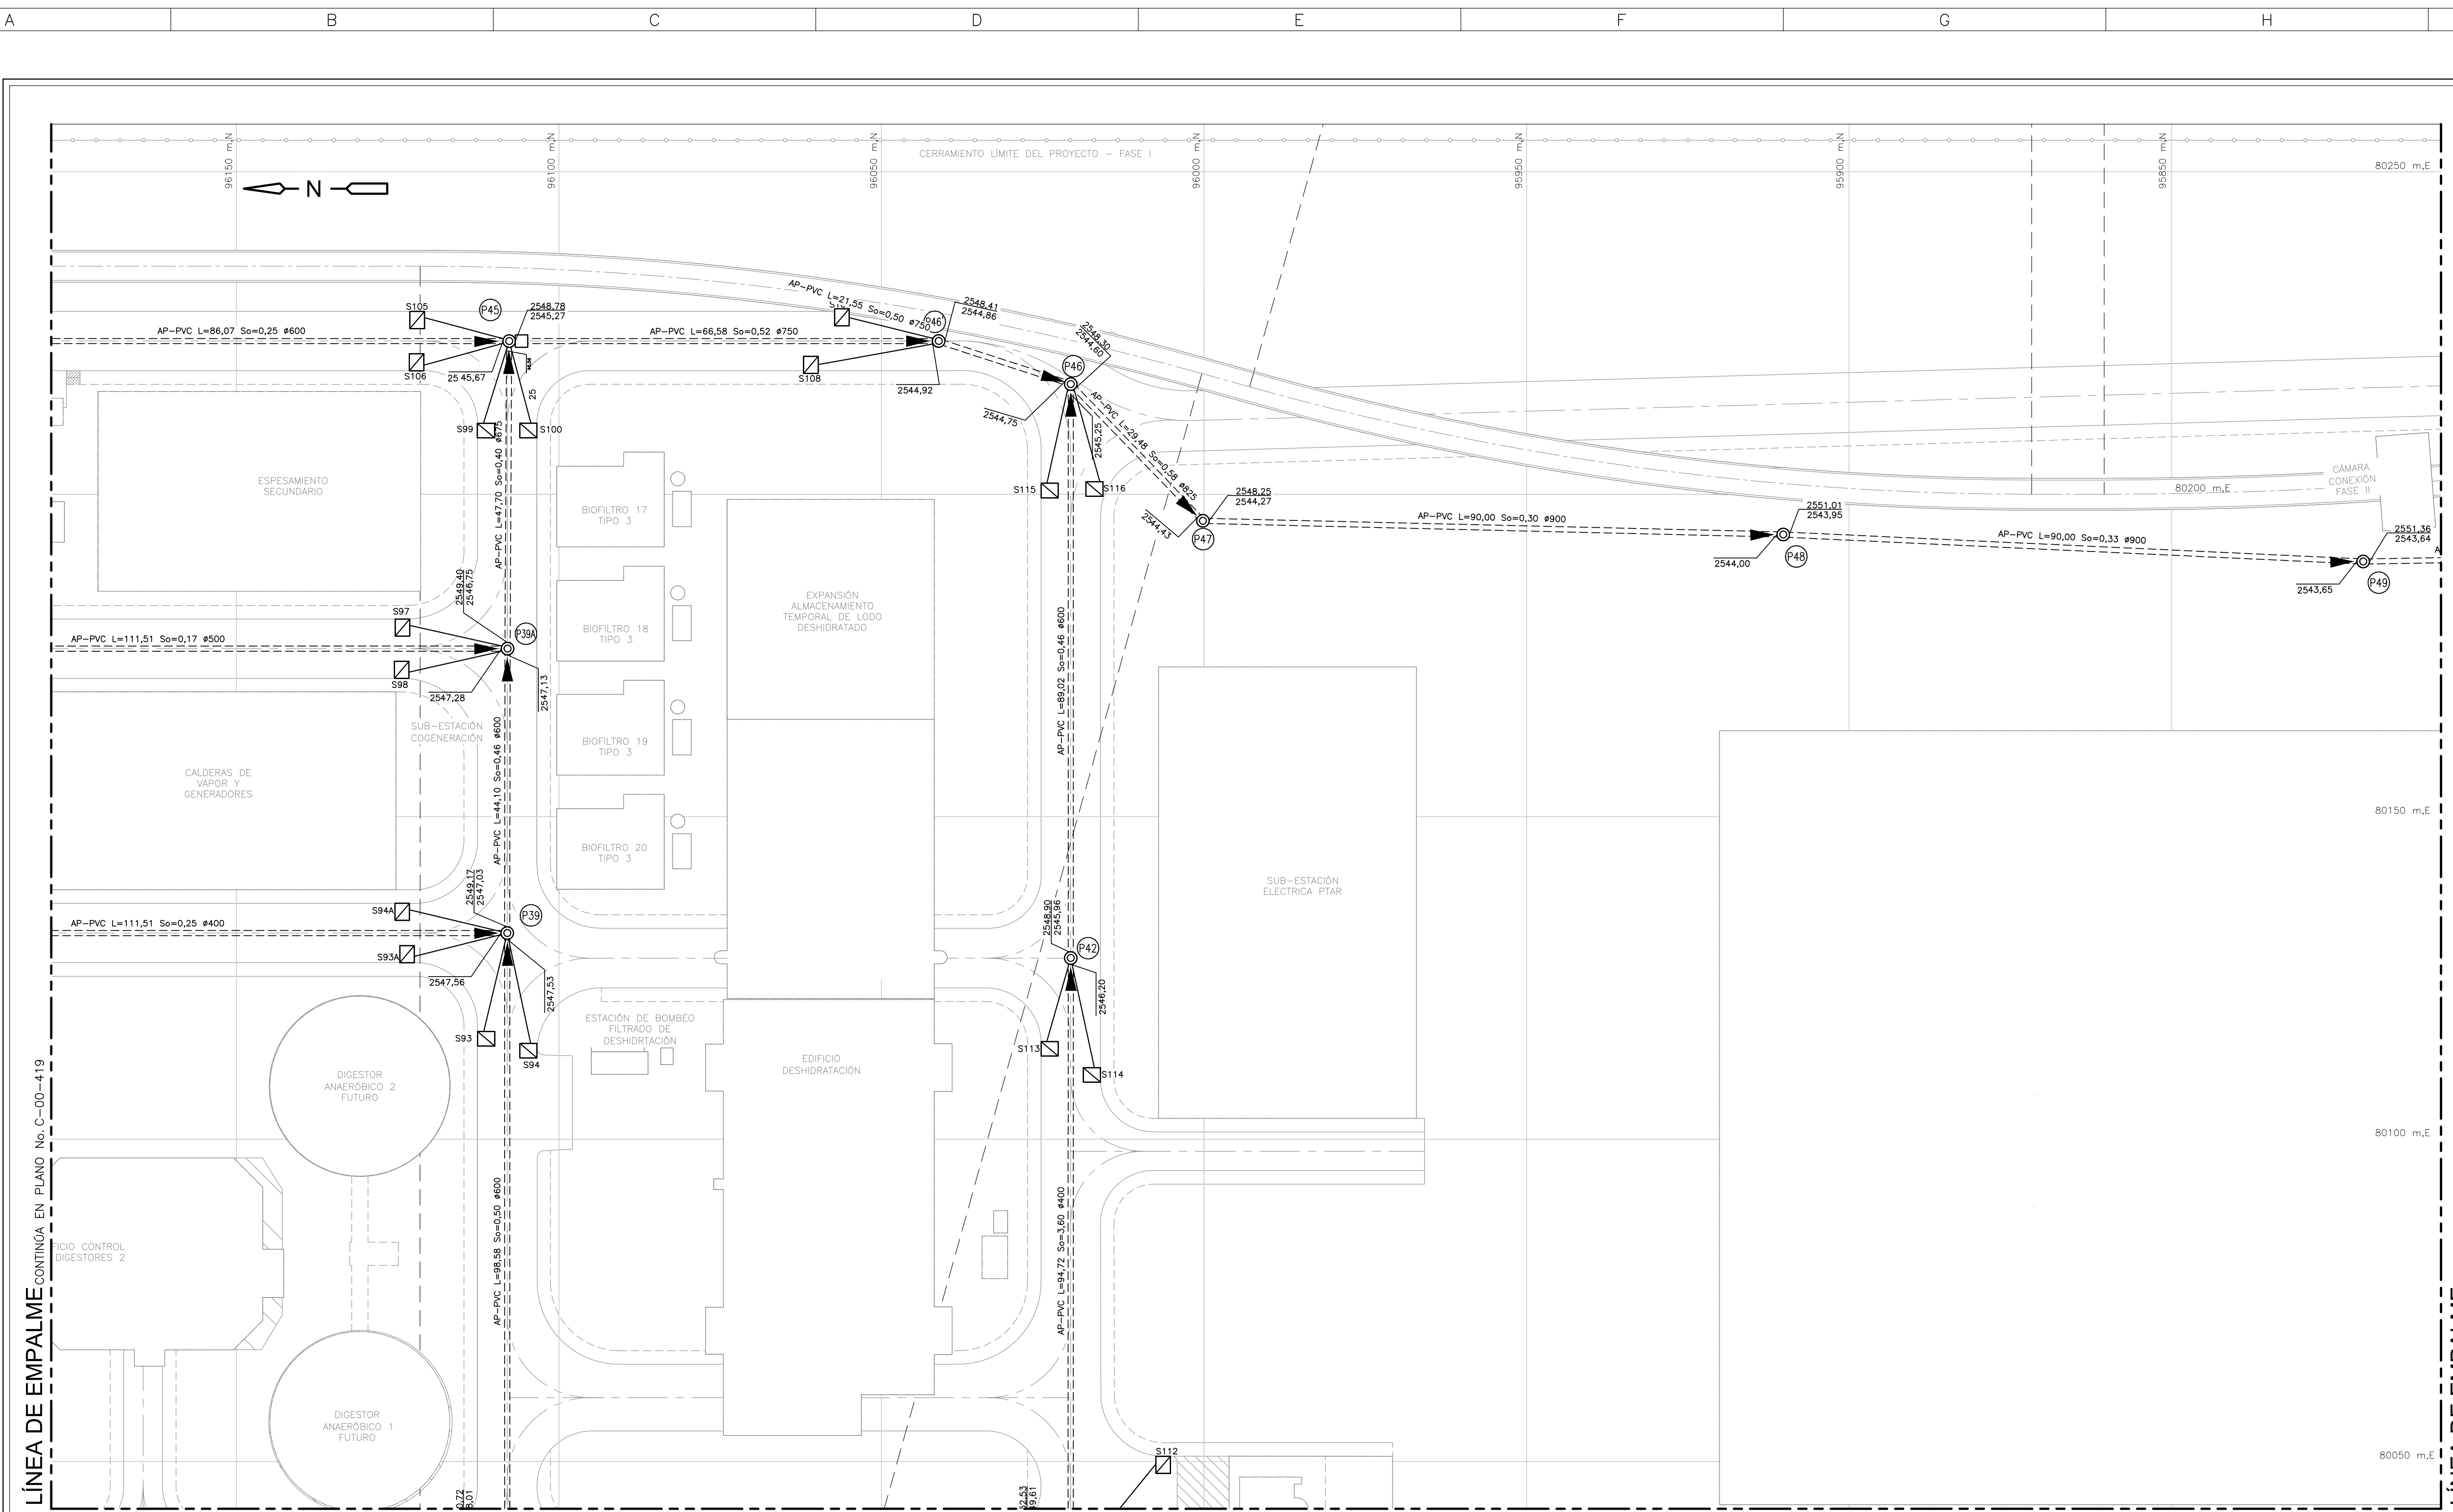 A
B
C
D
E
F
G
H
96150 m,N
96100 m,N
96050 m,N
96000 m,N
95950 m,N
95900 m,N
95850 m,N
CERRAMIENTO LÍMITE DEL PROYECTO - FASE I
80250 m,E
N
AP-PVC L=86,07 So=0,25 ø600
S105
S106
P45
2548,78
2545,27
2545,67
25
S99
S100
AP-PVC L=66,58 So=0,52 ø750
AP-PVC L=21,55 So=0,50 ø750
S108
P46'
2548,41
2544,86
2544,92
2548,30
2544,60
P46
2544,75
2545,25
AP-PVC L=29,48 So=0,58 ø825
S115
S116
2548,25
2544,27
P47
2544,43
AP-PVC L=90,00 So=0,30 ø900
2551,01
2543,95
P48
2544,00
AP-PVC L=90,00 So=0,33 ø900
2551,36
2543,64
P49
2543,65
A
80200 m,E
CÁMARA
CONEXIÓN
FASE II
ESPESAMIENTO
SECUNDARIO
AP-PVC L=47,70 So=0,40 ø675
BIOFILTRO 17
TIPO 3
BIOFILTRO 18
TIPO 3
BIOFILTRO 19
TIPO 3
BIOFILTRO 20
TIPO 3
EXPANSIÓN
ALMACENAMIENTO
TEMPORAL DE LODO
DESHIDRATADO
S97
S98
AP-PVC L=111,51 So=0,17 ø500
2549,40
2546,75
P39A
2547,28
2547,13
SUB-ESTACIÓN
COGENERACIÓN
CALDERAS DE
VAPOR Y
GENERADORES
AP-PVC L=44,10 So=0,46 ø600
AP-PVC L=89,02 So=0,46 ø600
80150 m,E
SUB-ESTACIÓN
ELECTRICA PTAR
2549,17
2547,03
P39
S94A
S93A
AP-PVC L=111,51 So=0,25 ø400
2547,56
2547,53
S93
S94
2548,90
2545,96
P42
2546,20
S113
S114
ESTACIÓN DE BOMBEO
FILTRADO DE
DESHIDRTACIÓN
EDIFICIO
DESHIDRATACIÓN
DIGESTOR
ANAERÓBICO 2
FUTURO
80100 m,E
FICIO CONTROL
DIGESTORES 2
AP-PVC L=98,58 So=0,50 ø600
AP-PVC L=94,72 So=3,60 ø400
DIGESTOR
ANAERÓBICO 1
FUTURO
S112
80050 m,E
LÍNEA DE EMPALME CONTINÚA EN PLANO No. C-00-419